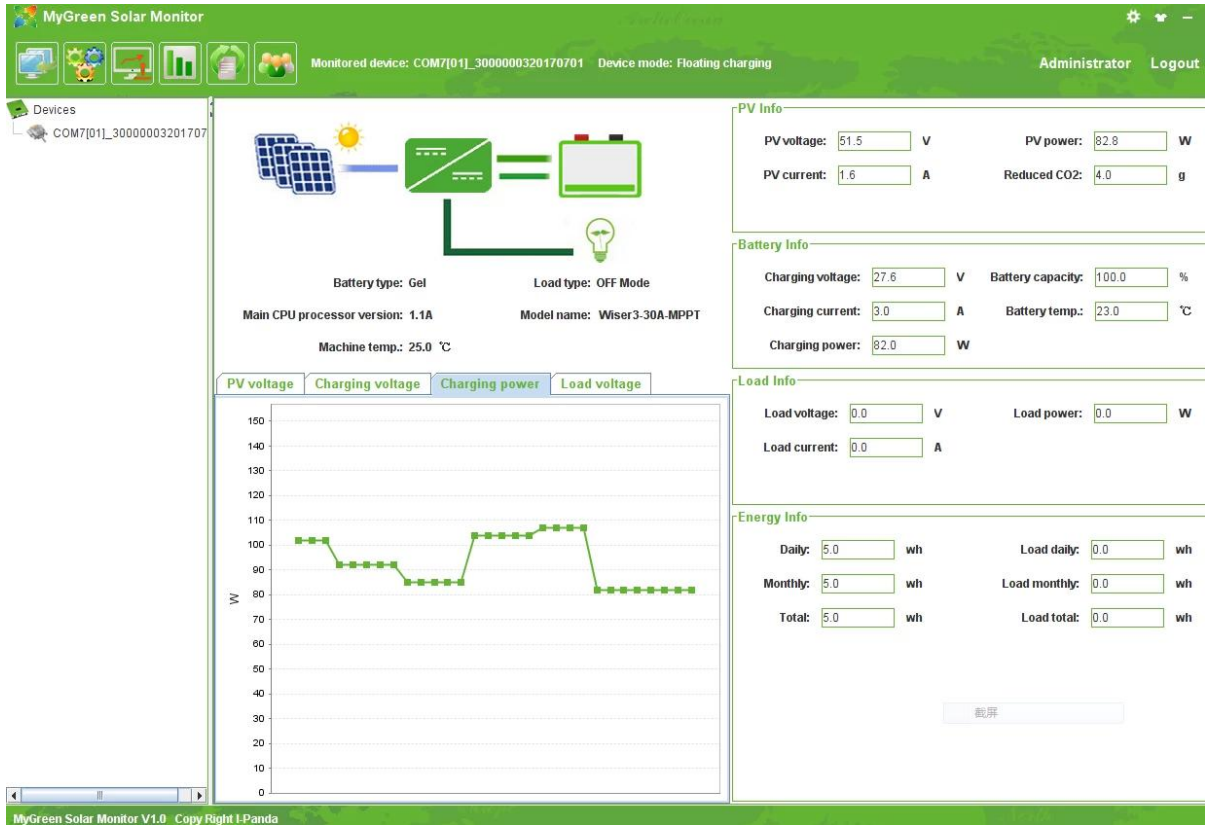 MyGreen Solar Monitor
Monitored device: COM7[01]_3000000320170701 Device mode: Floating charging
Administrator Logout
Devices
COM7[01]_30000003201707
Battery type: Gel Load type: OFF Mode
Main CPU processor version: 1.1A Model name: Wiser3-30A-MPPT
Machine temp.: 25.0 ℃
PV voltage Charging voltage Charging power Load voltage
150
140
130
120
110
100
90
80
70
60
50
40
30
20
10
0
W
PV Info
PV voltage: 51.5 V PV power: 82.8 W
PV current: 1.6 A Reduced CO2: 4.0 g
Battery Info
Charging voltage: 27.6 V Battery capacity: 100.0 %
Charging current: 3.0 A Battery temp.: 23.0 ℃
Charging power: 82.0 W
Load Info
Load voltage: 0.0 V Load power: 0.0 W
Load current: 0.0 A
Energy Info
Daily: 5.0 wh Load daily: 0.0 wh
Monthly: 5.0 wh Load monthly: 0.0 wh
Total: 5.0 wh Load total: 0.0 wh
截屏
MyGreen Solar Monitor V1.0 Copy Right I-Panda